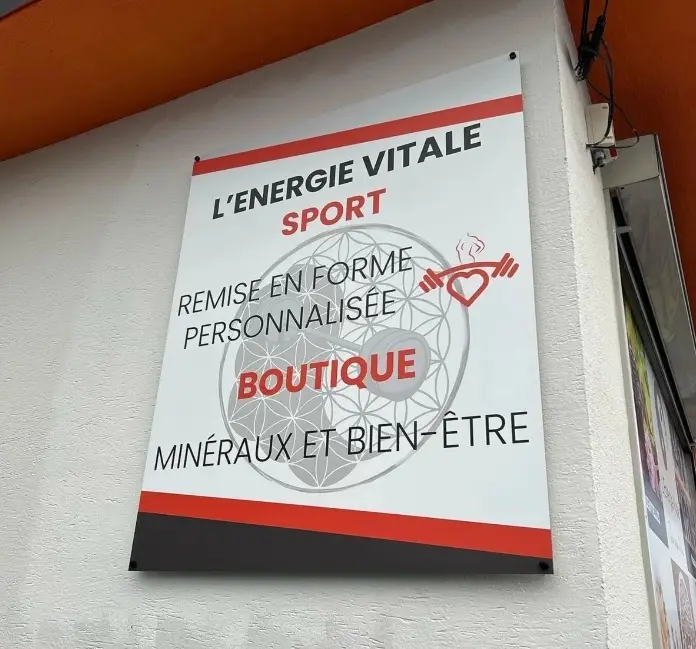 L'ENERGIE VITALE
SPORT
REMISE EN FORME
PERSONNALISÉE
BOUTIQUE
MINÉRAUX ET BIEN-ÊTRE